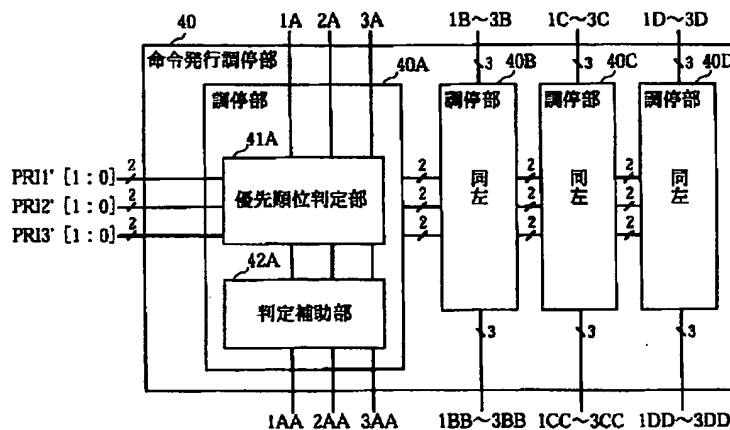 40
1A 2A 3A 1B～3B 1C～3C 1D～3D
命令発行調停部
3 3 3
40A 40B 40C 40D
調停部 調停部 調停部 調停部
41A
PRI1' [1:0] 2
PRI2' [1:0] 2
PRI3' [1:0] 2
優先順位判定部
2 2 2
2 2 2
2 2 2
同左 同左 同左
42A
判定補助部
3 3 3
1AA 2AA 3AA 1BB～3BB 1CC～3CC 1DD～3DD